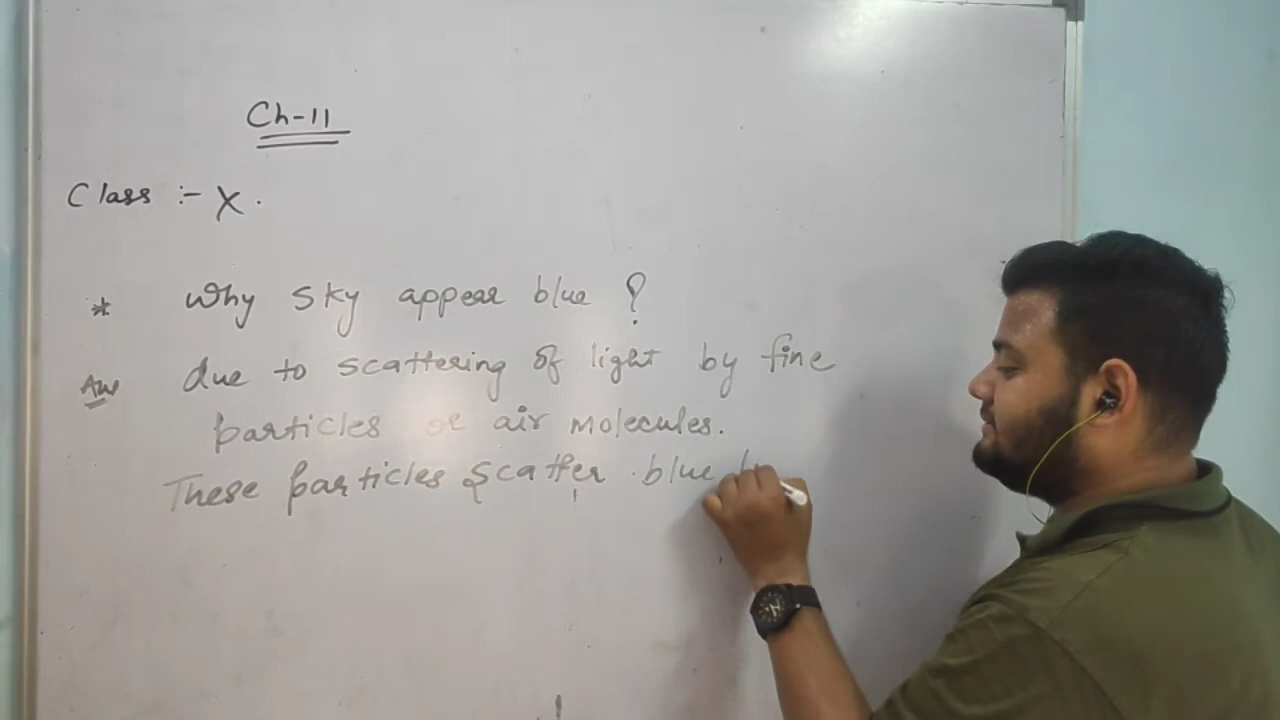 Ch-11
Class :- X.
* Why sky appear blue ?
Ans due to scattering of light by fine
particles or air molecules.
These particles scatter blue